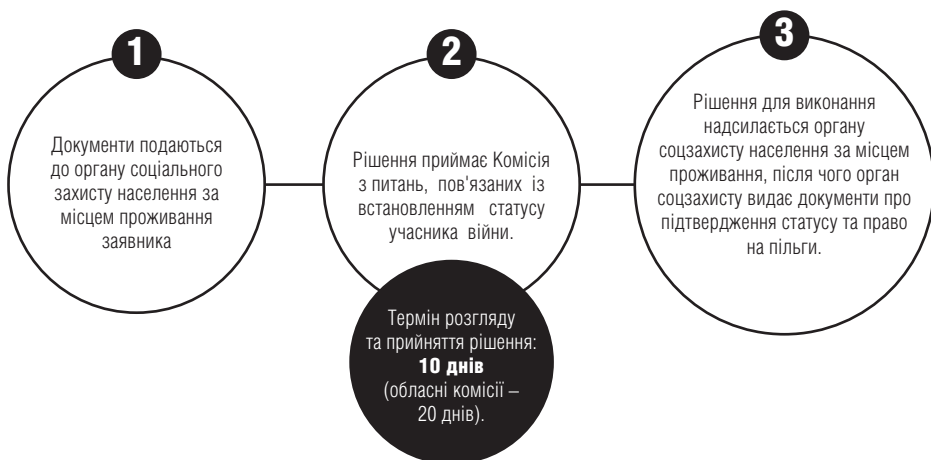 1
Документи подаються
до органу соціального
захисту населення за
місцем проживання
заявника
2
Рішення приймає Комісія
з питань, пов'язаних із
встановленням статусу
учасника війни.
Термін розгляду
та прийняття рішення:
10 днів
(обласні комісії –
20 днів).
3
Рішення для виконання
надсилається органу
соцзахисту населення за місцем
проживання, після чого орган
соцзахисту видає документи про
підтвердження статусу та право
на пільги.